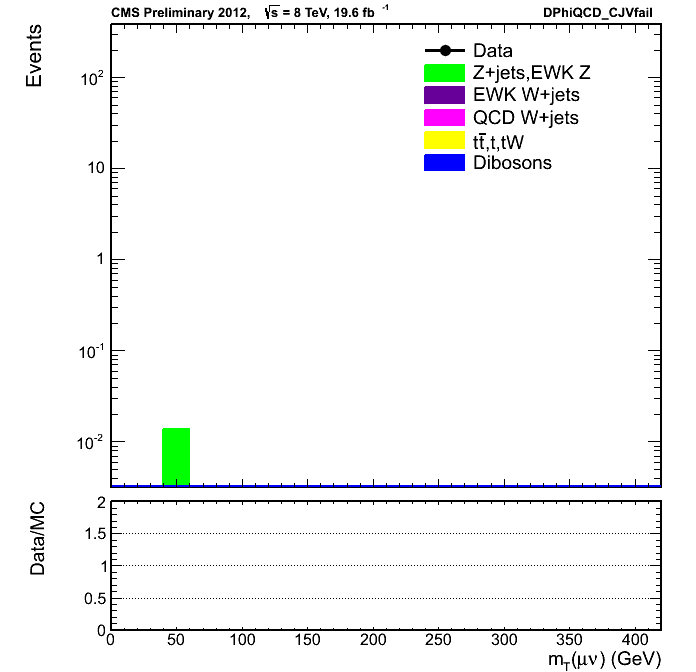 CMS Preliminary 2012, √s = 8 TeV, 19.6 fb⁻¹ DPhiQCD_CJVfail
Events
Data
Z+jets,EWK Z
EWK W+jets
QCD W+jets
tt̅,t,tW
Dibosons
10²
10
1
10⁻¹
10⁻²
Data/MC
2
1.5
1
0.5
0
0 50 100 150 200 250 300 350 400
m_T(μν) (GeV)